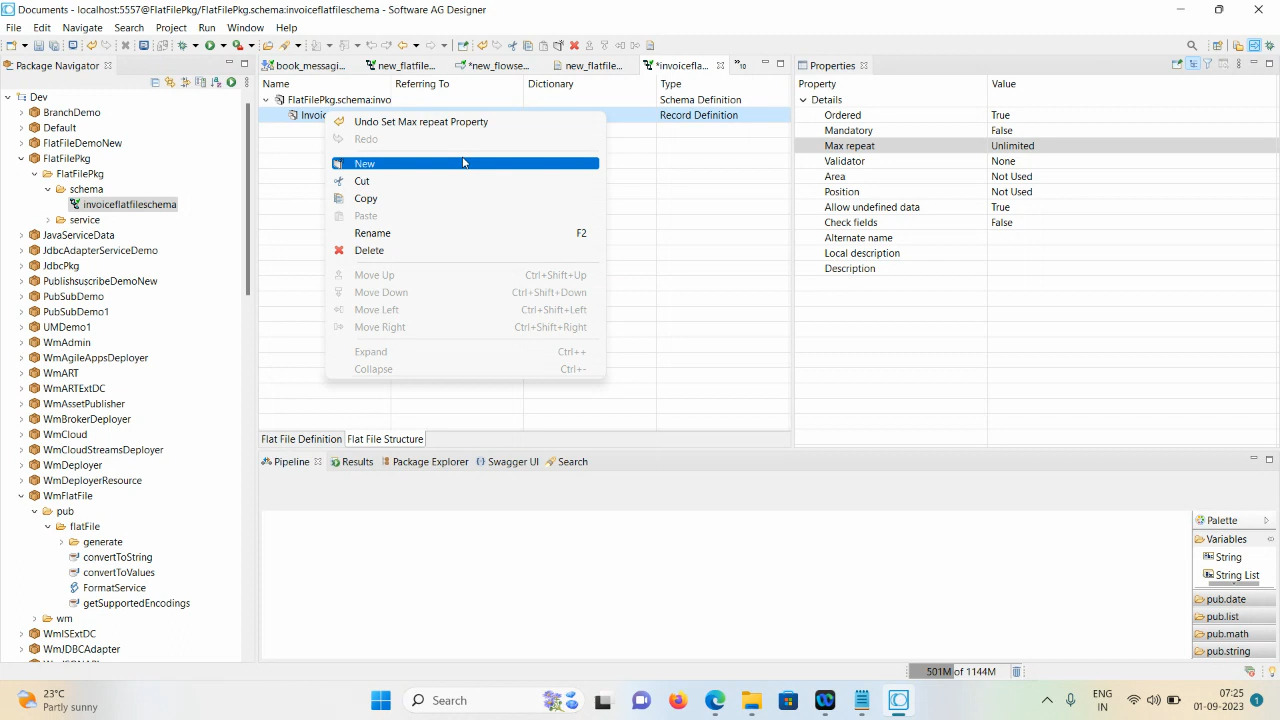 Documents - localhost:5557@FlatFilePkg/FlatFilePkg.schema:invoiceflatfileschema - Software AG Designer
File Edit Navigate Search Project Run Window Help
Package Navigator
Dev
BranchDemo
Default
FlatFileDemoNew
FlatFilePkg
FlatFilePkg
schema
invoiceflatfileschema
service
JavaServiceData
JdbcAdapterServiceDemo
JdbcPkg
PublishsuscribeDemoNew
PubSubDemo
PubSubDemo1
UMDemo1
WmAdmin
WmAgileAppsDeployer
WmART
WmARTExtDC
WmAssetPublisher
WmBrokerDeployer
WmCloud
WmCloudStreamsDeployer
WmDeployer
WmDeployerResource
WmFlatFile
pub
flatFile
generate
convertToString
convertToValues
FormatService
getSupportedEncodings
wm
WmISExtDC
WmJDBCAdapter
book_messagi... new_flatfile... *new_flowse... new_flatfile... *invoicefla... »10
Name Referring To Dictionary Type
FlatFilePkg.schema:invo Schema Definition
Invoi Record Definition
Undo Set Max repeat Property
Redo
New
Cut
Copy
Paste
Rename F2
Delete
Move Up Ctrl+Shift+Up
Move Down Ctrl+Shift+Down
Move Left Ctrl+Shift+Left
Move Right Ctrl+Shift+Right
Expand Ctrl++
Collapse Ctrl+-
Flat File Definition Flat File Structure
Properties
Property Value
Details
Ordered True
Mandatory False
Max repeat Unlimited
Validator None
Area Not Used
Position Not Used
Allow undefined data True
Check fields False
Alternate name
Local description
Description
Pipeline Results Package Explorer Swagger UI Search
Palette
Variables
String
String List
pub.date
pub.list
pub.math
pub.string
501M of 1144M
23°C
Partly sunny
Search
ENG
IN
07:25
01-09-2023